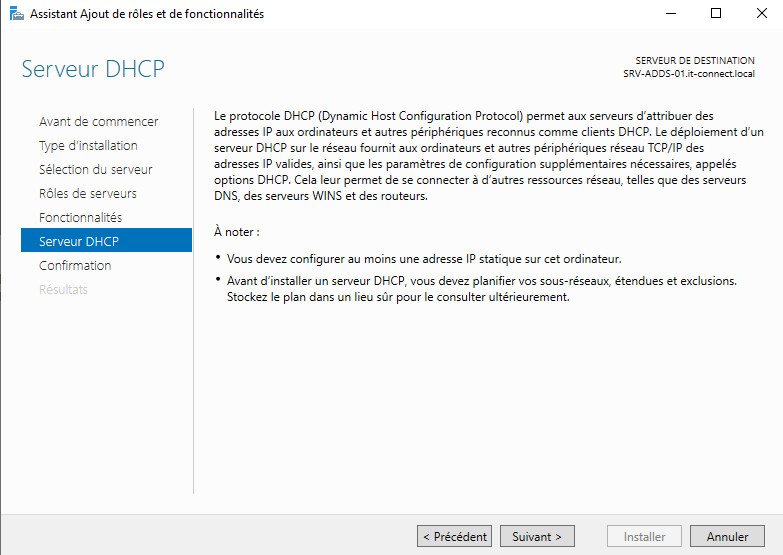 Assistant Ajout de rôles et de fonctionnalités
Serveur DHCP
SERVEUR DE DESTINATION
SRV-ADDS-01.it-connect.local
Avant de commencer
Type d'installation
Sélection du serveur
Rôles de serveurs
Fonctionnalités
Serveur DHCP
Confirmation
Résultats
Le protocole DHCP (Dynamic Host Configuration Protocol) permet aux serveurs d'attribuer des
adresses IP aux ordinateurs et autres périphériques reconnus comme clients DHCP. Le déploiement d'un
serveur DHCP sur le réseau fournit aux ordinateurs et autres périphériques réseau TCP/IP des
adresses IP valides, ainsi que les paramètres de configuration supplémentaires nécessaires, appelés
options DHCP. Cela leur permet de se connecter à d'autres ressources réseau, telles que des serveurs
DNS, des serveurs WINS et des routeurs.
À noter :
• Vous devez configurer au moins une adresse IP statique sur cet ordinateur.
• Avant d'installer un serveur DHCP, vous devez planifier vos sous-réseaux, étendues et exclusions.
Stockez le plan dans un lieu sûr pour le consulter ultérieurement.
< Précédent
Suivant >
Installer
Annuler